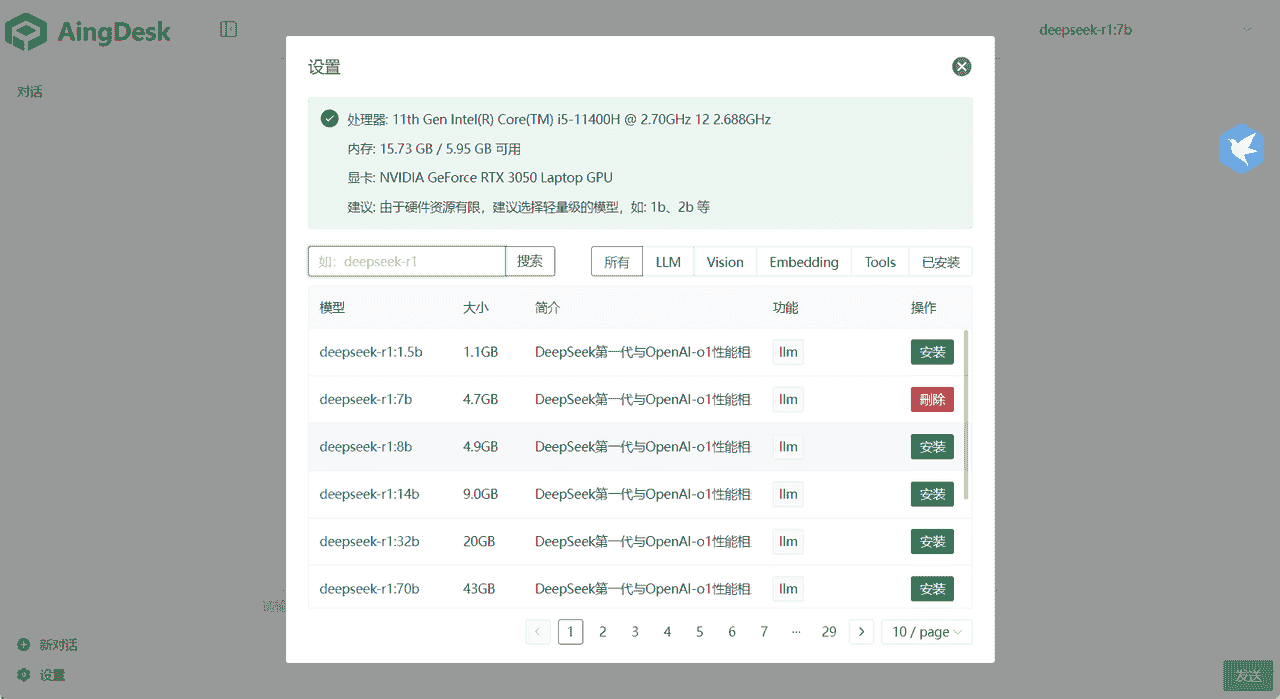 AingDesk
deepseek-r1:7b
对话
设置
处理器: 11th Gen Intel(R) Core(TM) i5-11400H @ 2.70GHz 12 2.688GHz
内存: 15.73 GB / 5.95 GB 可用
显卡: NVIDIA GeForce RTX 3050 Laptop GPU
建议: 由于硬件资源有限，建议选择轻量级的模型，如: 1b、2b 等
如: deepseek-r1 搜索 所有 LLM Vision Embedding Tools 已安装
模型 大小 简介 功能 操作
deepseek-r1:1.5b 1.1GB DeepSeek第一代与OpenAI-o1性能相 llm 安装
deepseek-r1:7b 4.7GB DeepSeek第一代与OpenAI-o1性能相 llm 删除
deepseek-r1:8b 4.9GB DeepSeek第一代与OpenAI-o1性能相 llm 安装
deepseek-r1:14b 9.0GB DeepSeek第一代与OpenAI-o1性能相 llm 安装
deepseek-r1:32b 20GB DeepSeek第一代与OpenAI-o1性能相 llm 安装
deepseek-r1:70b 43GB DeepSeek第一代与OpenAI-o1性能相 llm 安装
1 2 3 4 5 6 7 ··· 29 10 / page
新对话
设置
发送